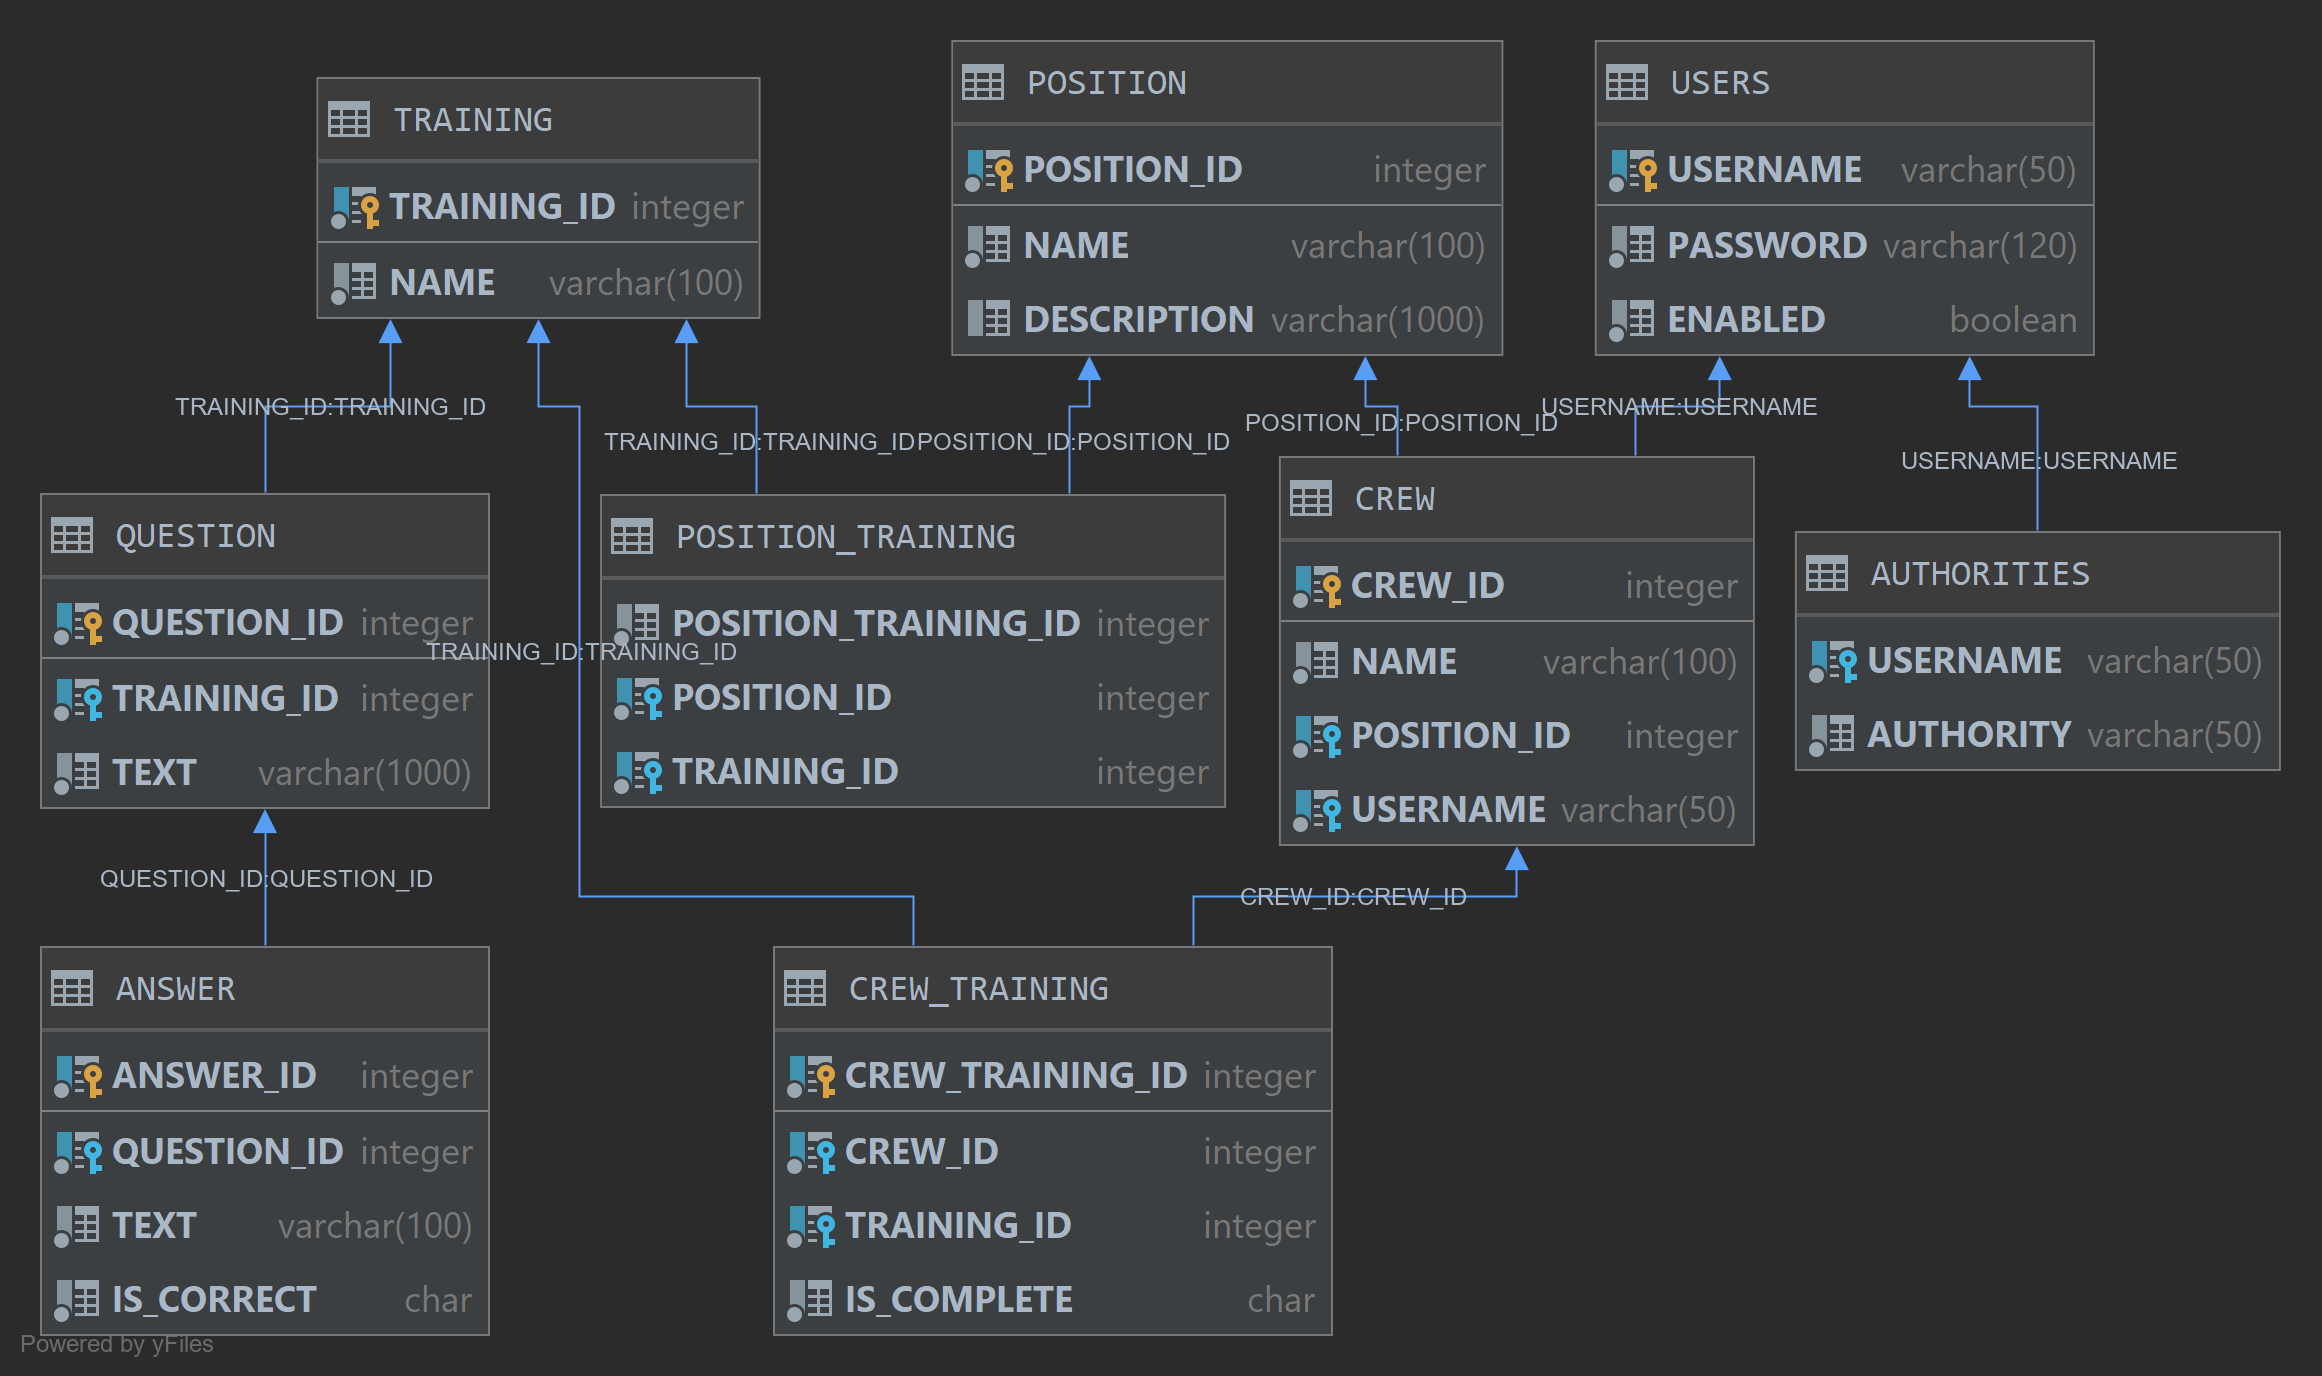 TRAINING
TRAINING_ID integer
NAME varchar(100)
POSITION
POSITION_ID integer
NAME varchar(100)
DESCRIPTION varchar(1000)
USERS
USERNAME varchar(50)
PASSWORD varchar(120)
ENABLED boolean
TRAINING_ID:TRAINING_ID
TRAINING_ID:TRAINING_ID
POSITION_ID:POSITION_ID
POSITION_ID:POSITION_ID
USERNAME:USERNAME
USERNAME:USERNAME
QUESTION
QUESTION_ID integer
TRAINING_ID integer
TEXT varchar(1000)
TRAINING_ID:TRAINING_ID
POSITION_TRAINING
POSITION_TRAINING_ID integer
POSITION_ID integer
TRAINING_ID integer
CREW
CREW_ID integer
NAME varchar(100)
POSITION_ID integer
USERNAME varchar(50)
AUTHORITIES
USERNAME varchar(50)
AUTHORITY varchar(50)
QUESTION_ID:QUESTION_ID
CREW_ID:CREW_ID
ANSWER
ANSWER_ID integer
QUESTION_ID integer
TEXT varchar(100)
IS_CORRECT char
CREW_TRAINING
CREW_TRAINING_ID integer
CREW_ID integer
TRAINING_ID integer
IS_COMPLETE char
Powered by yFiles